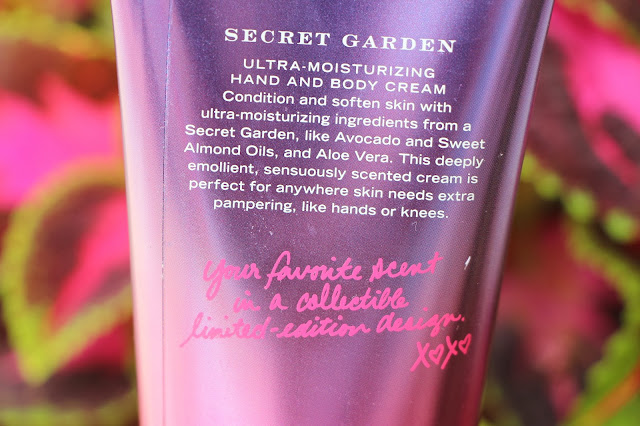 SECRET GARDEN
ULTRA-MOISTURIZING
HAND AND BODY CREAM
Condition and soften skin with
ultra-moisturizing ingredients from a
Secret Garden, like Avocado and Sweet
Almond Oils, and Aloe Vera. This deeply
emollient, sensuously scented cream is
perfect for anywhere skin needs extra
pampering, like hands or knees.
your favorite scent
in a collectible
limited-edition design.
X♡X♡